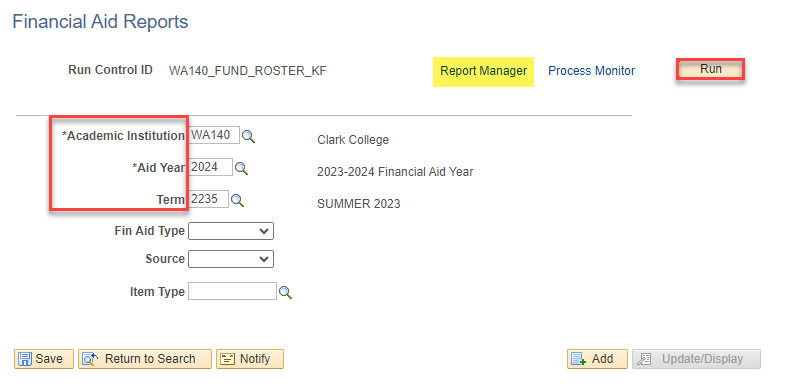 Financial Aid Reports
Run Control ID WA140_FUND_ROSTER_KF Report Manager Process Monitor Run
*Academic Institution WA140 Clark College
*Aid Year 2024 2023-2024 Financial Aid Year
Term 2235 SUMMER 2023
Fin Aid Type
Source
Item Type
Save Return to Search Notify Add Update/Display